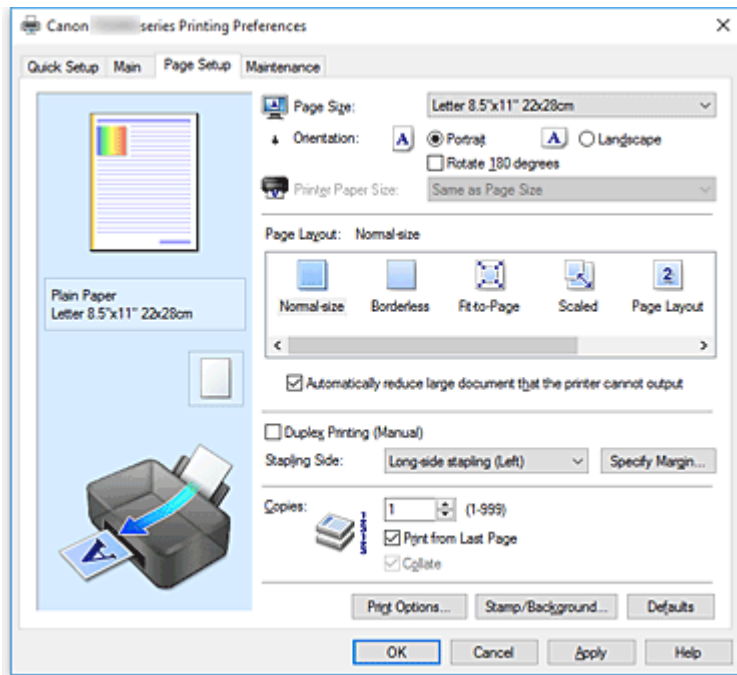 Canon series Printing Preferences
Quick Setup Main Page Setup Maintenance
Page Size: Letter 8.5"x11" 22x28cm
Orientation: A Portrait A Landscape
Rotate 180 degrees
Printer Paper Size: Same as Page Size
Page Layout: Normal-size
2
Normal-size Borderless Fit-to-Page Scaled Page Layout
Plain Paper
Letter 8.5"x11" 22x28cm
Automatically reduce large document that the printer cannot output
Duplex Printing (Manual)
Stapling Side: Long-side stapling (Left) Specify Margin...
Copies: 1 (1-999)
Print from Last Page
Collate
A
Print Options... Stamp/Background... Defaults
OK Cancel Apply Help